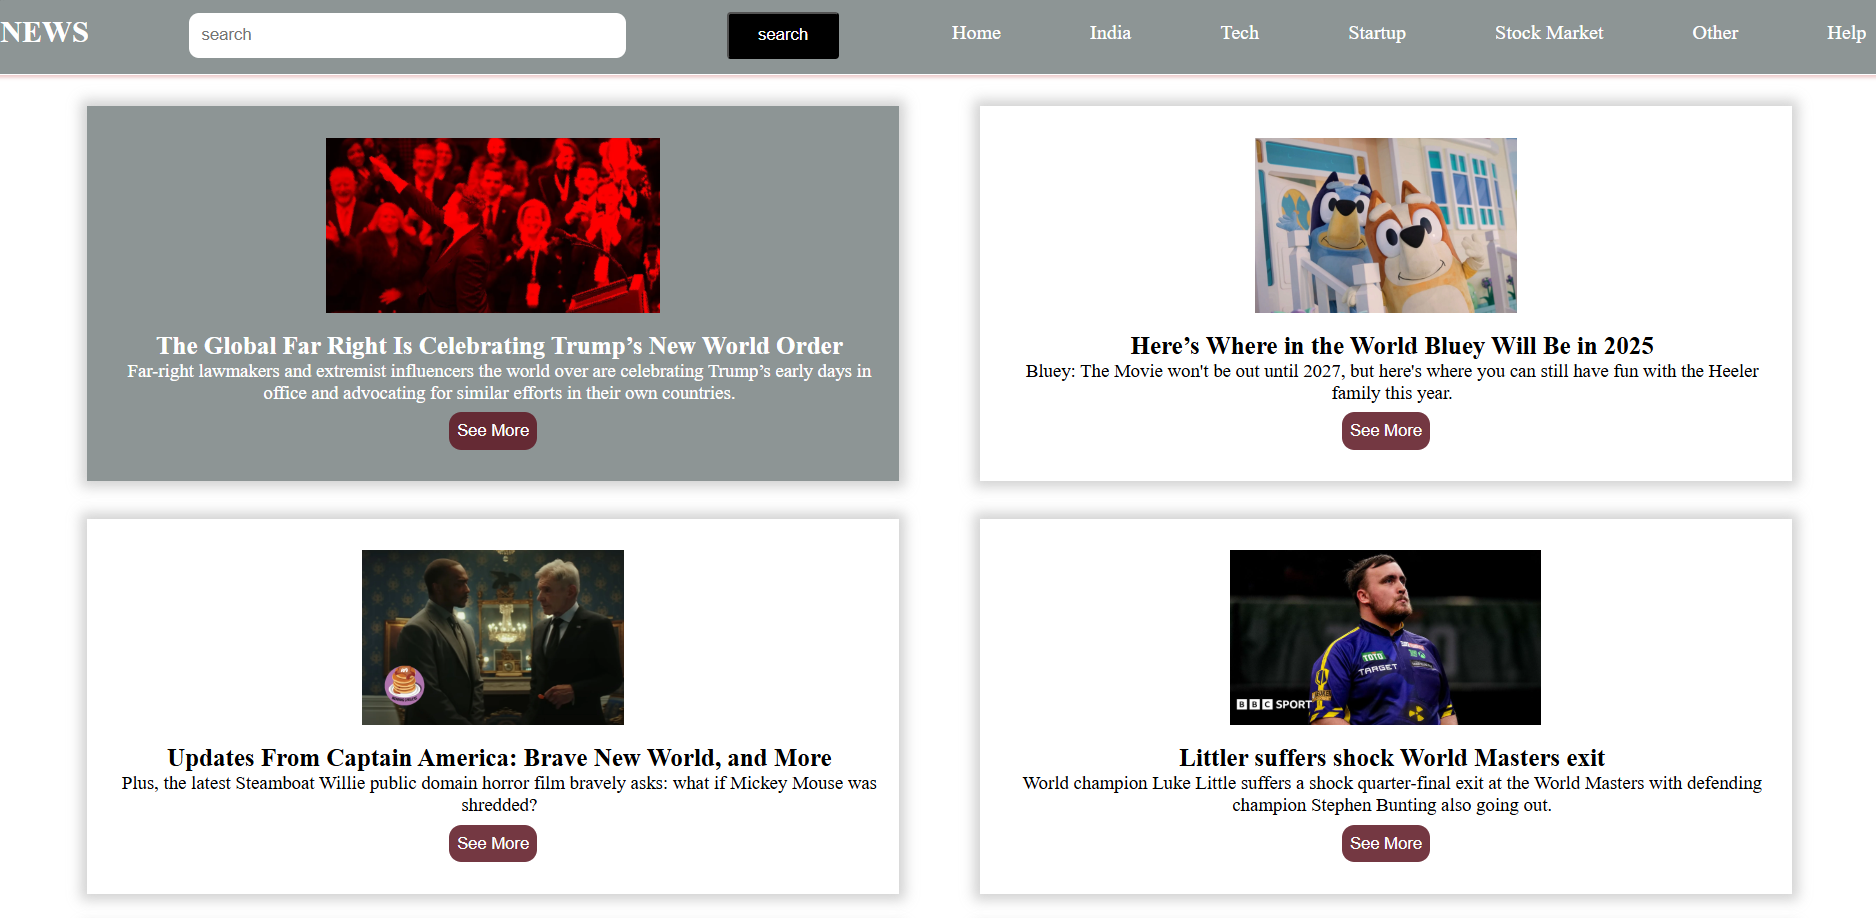 NEWS
search
search
Home
India
Tech
Startup
Stock Market
Other
Help
The Global Far Right Is Celebrating Trump’s New World Order
Far-right lawmakers and extremist influencers the world over are celebrating Trump’s early days in
office and advocating for similar efforts in their own countries.
See More
Here’s Where in the World Bluey Will Be in 2025
Bluey: The Movie won't be out until 2027, but here's where you can still have fun with the Heeler
family this year.
See More
Updates From Captain America: Brave New World, and More
Plus, the latest Steamboat Willie public domain horror film bravely asks: what if Mickey Mouse was
shredded?
See More
TOTO
TARGET
BBC SPORT
Littler suffers shock World Masters exit
World champion Luke Little suffers a shock quarter-final exit at the World Masters with defending
champion Stephen Bunting also going out.
See More